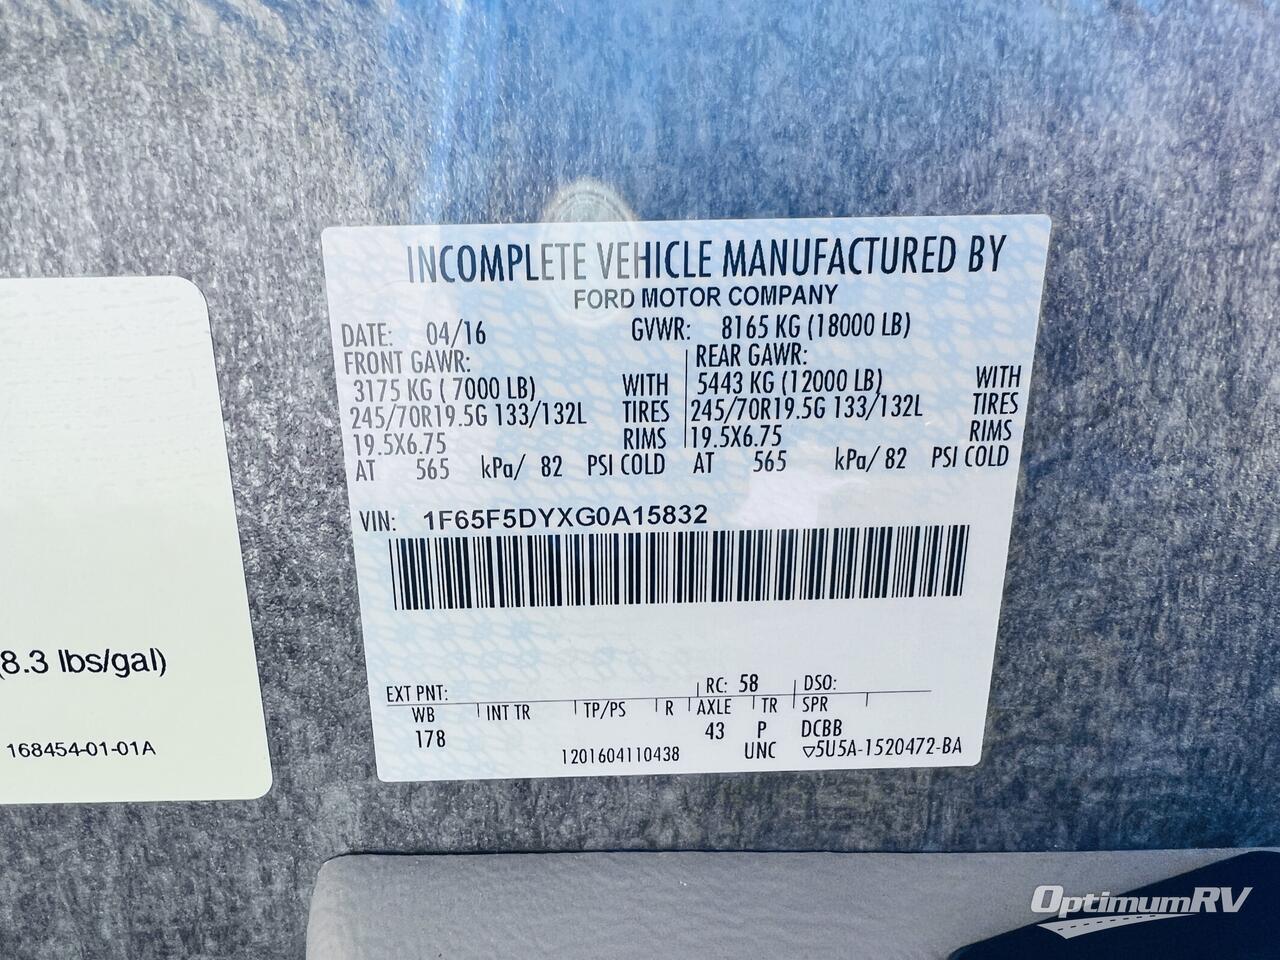 INCOMPLETE VEHICLE MANUFACTURED BY
FORD MOTOR COMPANY
DATE: 04/16 GVWR: 8165 KG (18000 LB)
FRONT GAWR: REAR GAWR:
3175 KG ( 7000 LB) WITH 5443 KG (12000 LB) WITH
245/70R19.5G 133/132L TIRES 245/70R19.5G 133/132L TIRES
19.5X6.75 RIMS 19.5X6.75 RIMS
AT 565 kPa/ 82 PSI COLD AT 565 kPa/ 82 PSI COLD
VIN: 1F65F5DYXG0A15832
EXT PNT: RC: 58 DSO:
WB INT TR TP/PS R AXLE TR SPR
178 43 P DCBB
1201604110438 UNC ▽5U5A-1520472-BA
(8.3 lbs/gal)
168454-01-01A
OptimumRV